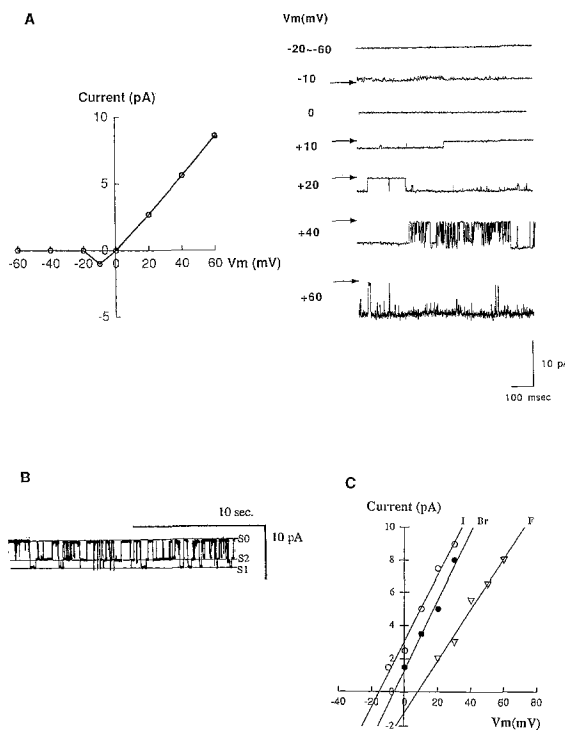 A
Vm(mV)
-20~-60
-10
0
+10
+20
+40
+60
10 pA
100 msec
Current (pA)
10
5
0
-60 -40 -20 0 20 40 60 Vm (mV)
-5
B
10 sec.
10 pA
S0
S2
S1
C
Current (pA)
I Br F
10
8
6
4
2
-40 -20 0 20 40 60 80
-2
Vm(mV)